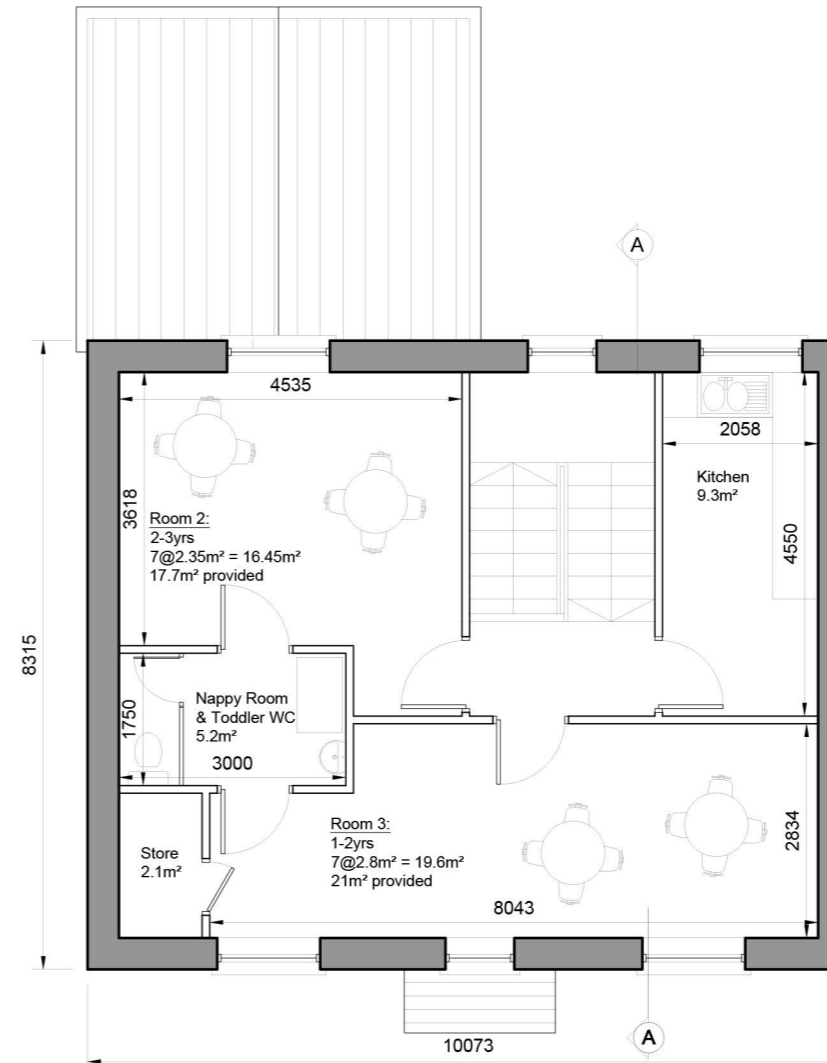 A
4535
2058
Kitchen
9.3m²
3618
Room 2:
2-3yrs
7@2.35m² = 16.45m²
17.7m² provided
4550
8315
1750
Nappy Room
& Toddler WC
5.2m²
3000
Room 3:
1-2yrs
7@2.8m² = 19.6m²
21m² provided
2834
Store
2.1m²
8043
10073
A